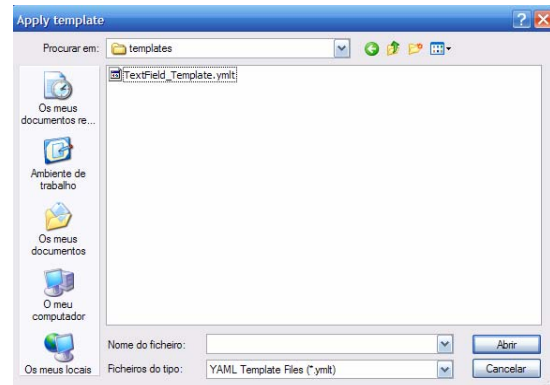 Apply template
Procurar em:
templates
TextField_Template.ymlt
Os meus
documentos re...
Ambiente de
trabalho
Os meus
documentos
O meu
computador
Os meus locais
Nome do ficheiro:
Abrir
Ficheiros do tipo:
YAML Template Files (*.ymlt)
Cancelar